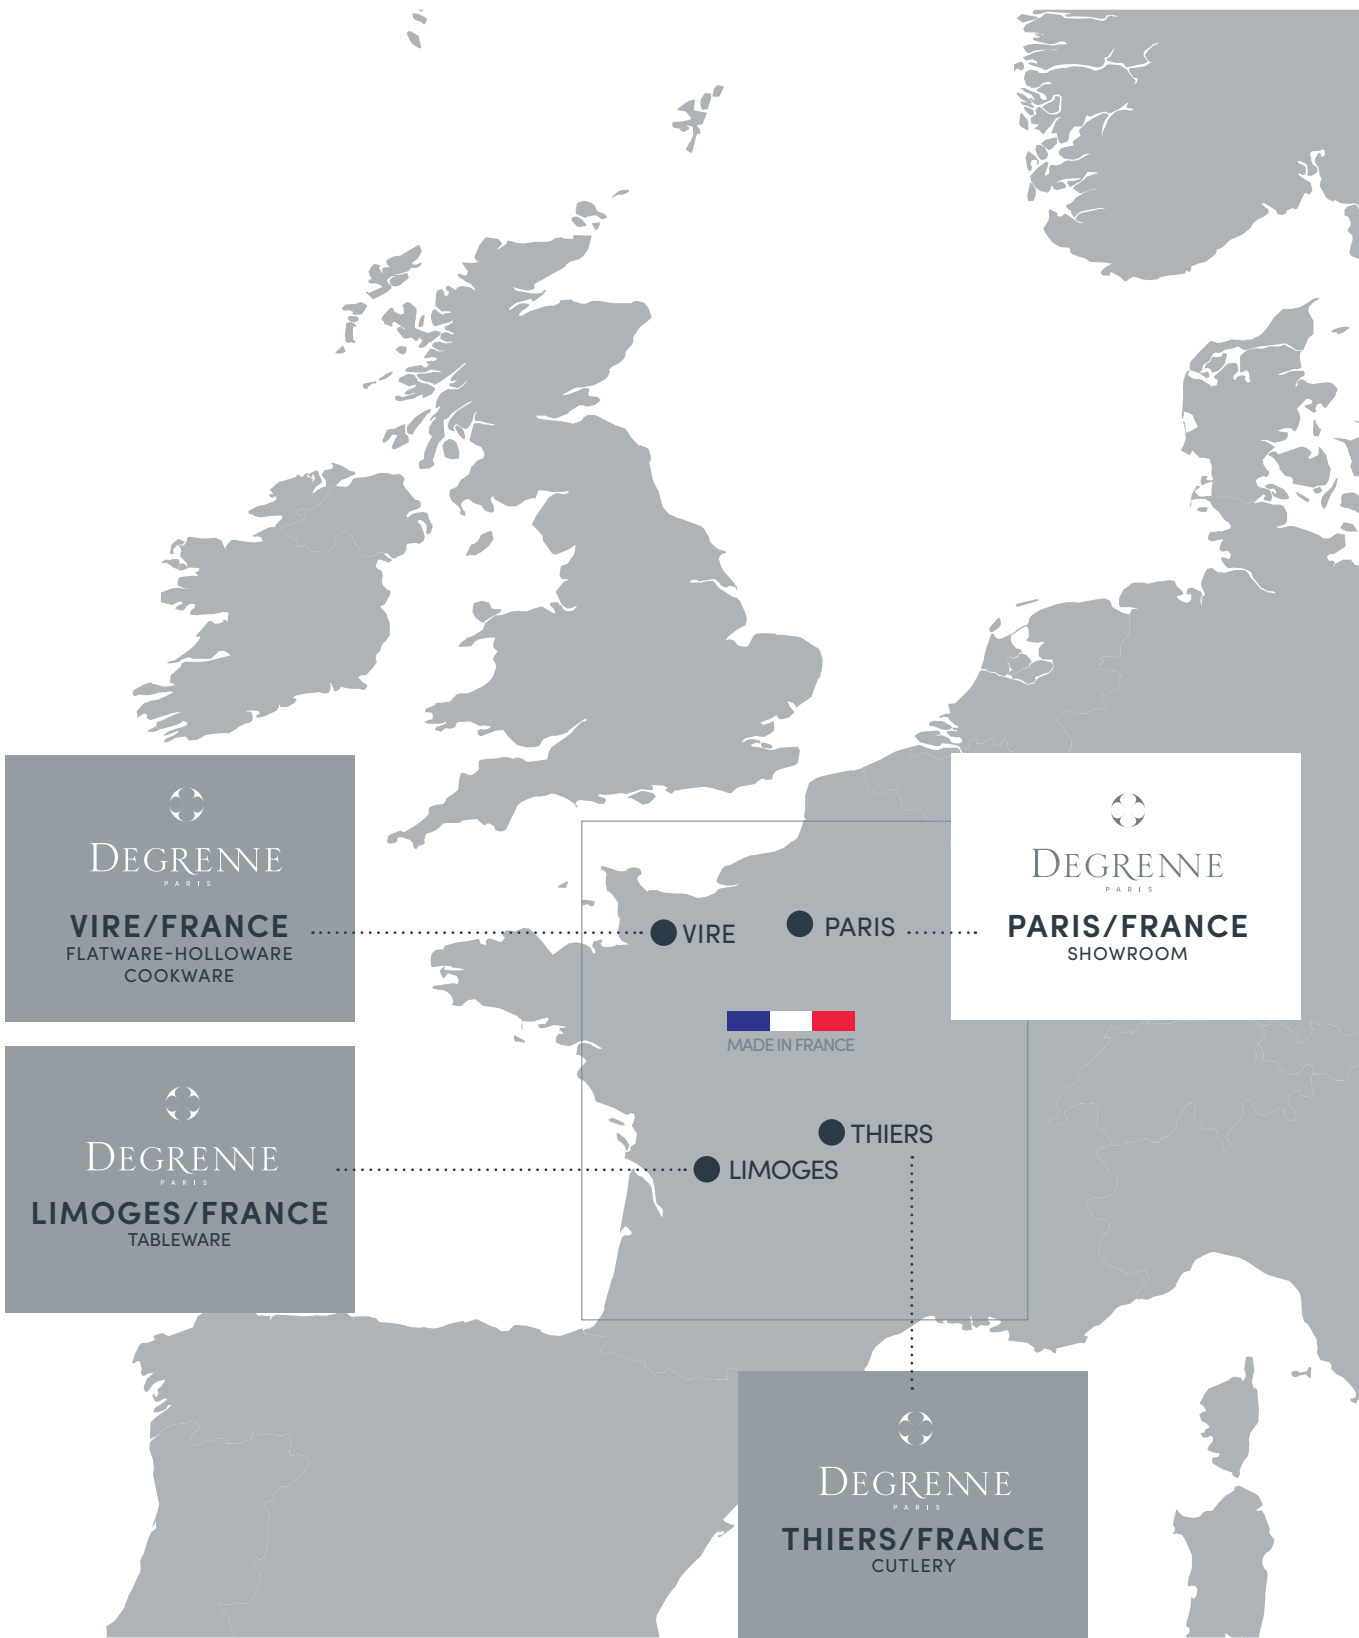 DEGRENNE
PARIS
VIRE/FRANCE
FLATWARE-HOLLOWARE
COOKWARE
DEGRENNE
PARIS
PARIS/FRANCE
SHOWROOM
VIRE
PARIS
MADE IN FRANCE
DEGRENNE
PARIS
LIMOGES/FRANCE
TABLEWARE
THIERS
LIMOGES
DEGRENNE
PARIS
THIERS/FRANCE
CUTLERY